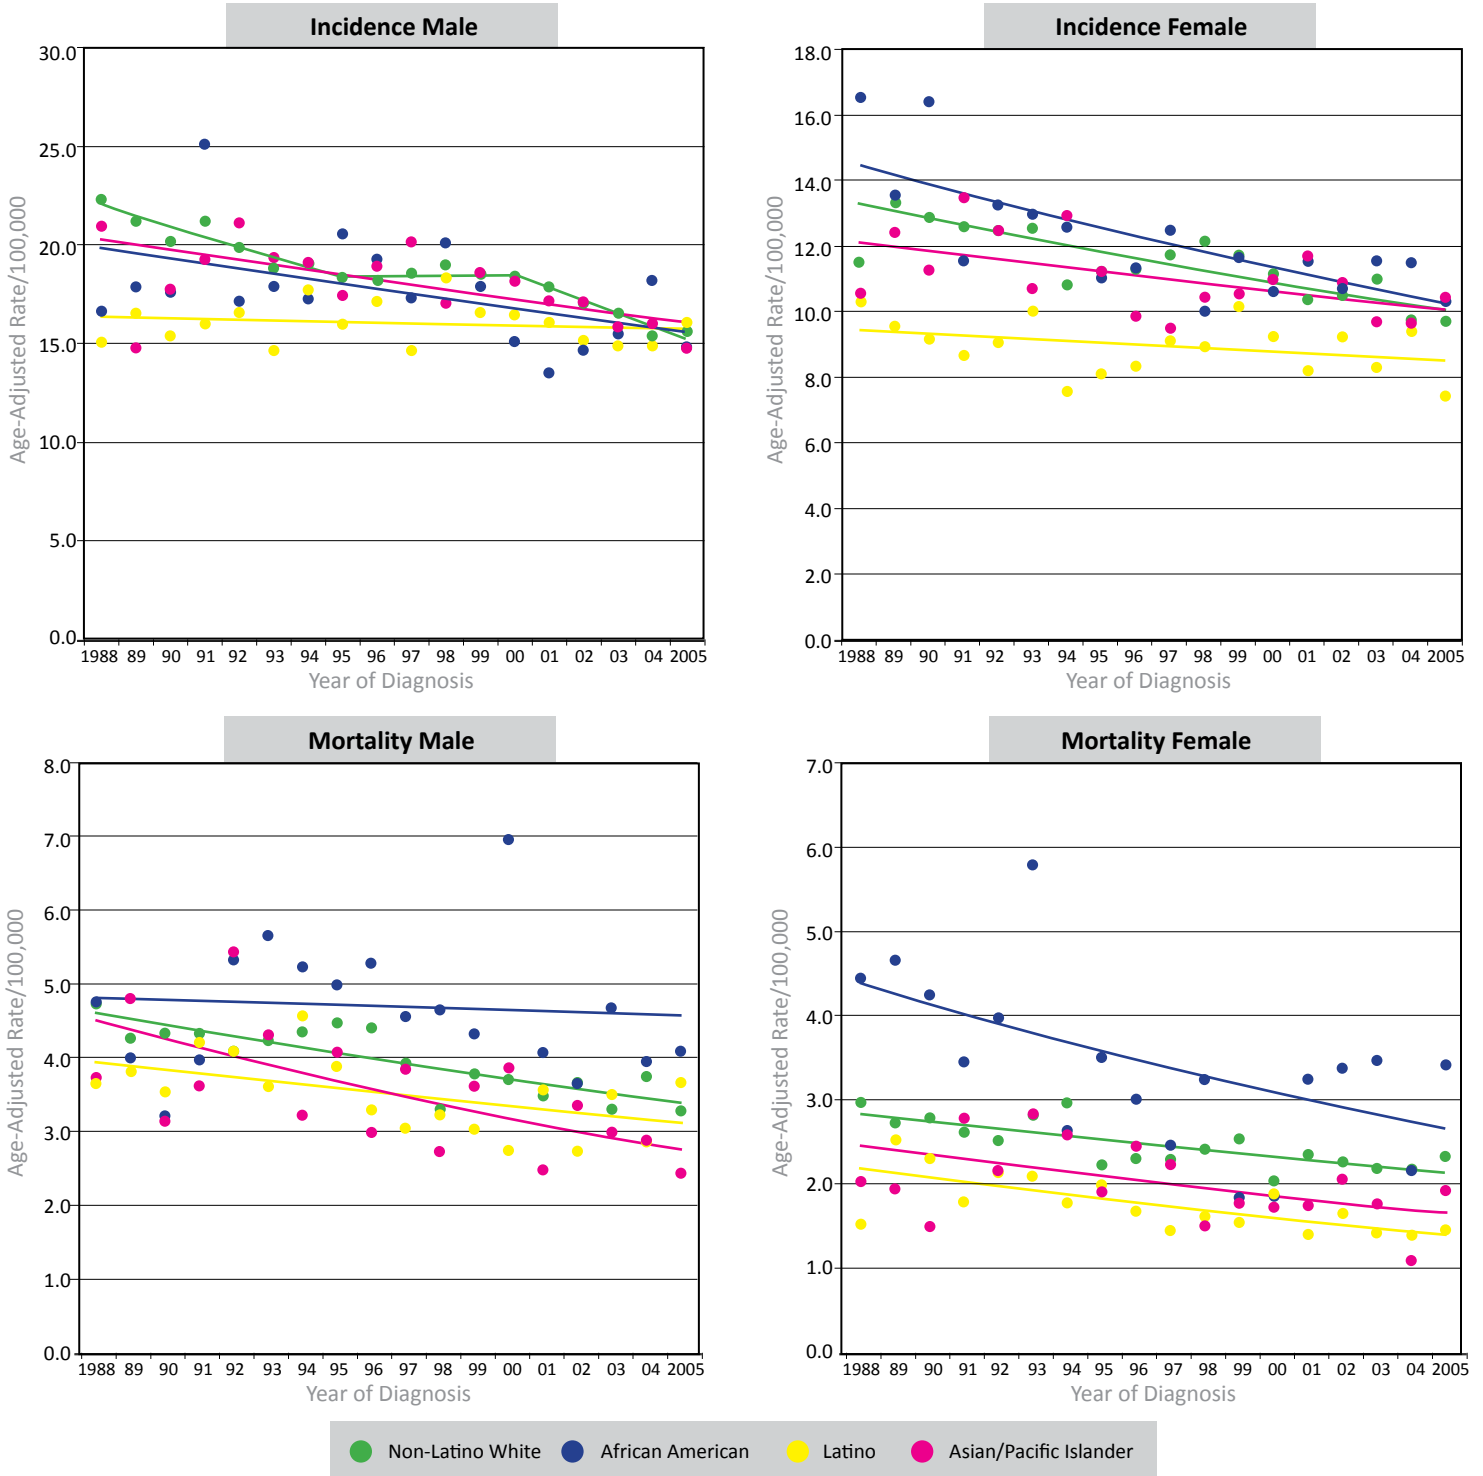 Incidence Male
Age-Adjusted Rate/100,000
30.0
25.0
20.0
15.0
10.0
5.0
0.0
1988 89 90 91 92 93 94 95 96 97 98 99 00 01 02 03 04 2005
Year of Diagnosis
Incidence Female
Age-Adjusted Rate/100,000
18.0
16.0
14.0
12.0
10.0
8.0
6.0
4.0
2.0
0.0
1988 89 90 91 92 93 94 95 96 97 98 99 00 01 02 03 04 2005
Year of Diagnosis
Mortality Male
Age-Adjusted Rate/100,000
8.0
7.0
6.0
5.0
4.0
3.0
2.0
1.0
0.0
1988 89 90 91 92 93 94 95 96 97 98 99 00 01 02 03 04 2005
Year of Diagnosis
Mortality Female
Age-Adjusted Rate/100,000
7.0
6.0
5.0
4.0
3.0
2.0
1.0
0.0
1988 89 90 91 92 93 94 95 96 97 98 99 00 01 02 03 04 2005
Year of Diagnosis
Non-Latino White African American Latino Asian/Pacific Islander